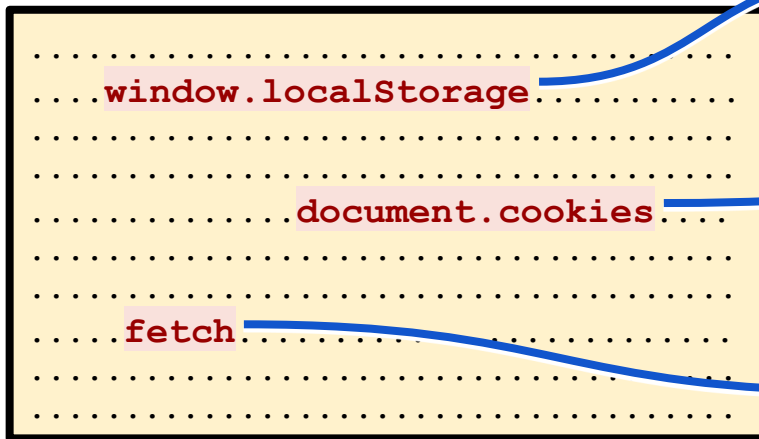 . . . . . . . . . . . . . . . . . . . . . . . . . . . . . . . . . . . . .
. . . .window.localStorage. . . . . . . . . . .
. . . . . . . . . . . . . . . . . . . . . . . . . . . . . . . . . . . . .
. . . . . . . . . . . . . . . . . . . . . . . . . . . . . . . . . . . . .
. . . . . . . . . . . . . .document.cookies. . . .
. . . . . . . . . . . . . . . . . . . . . . . . . . . . . . . . . . . . .
. . . . . . . . . . . . . . . . . . . . . . . . . . . . . . . . . . . . .
. . . . .fetch. . . . . . . . . . . . . . . . . . . . . . . . . .
. . . . . . . . . . . . . . . . . . . . . . . . . . . . . . . . . . . . .
. . . . . . . . . . . . . . . . . . . . . . . . . . . . . . . . . . . . .